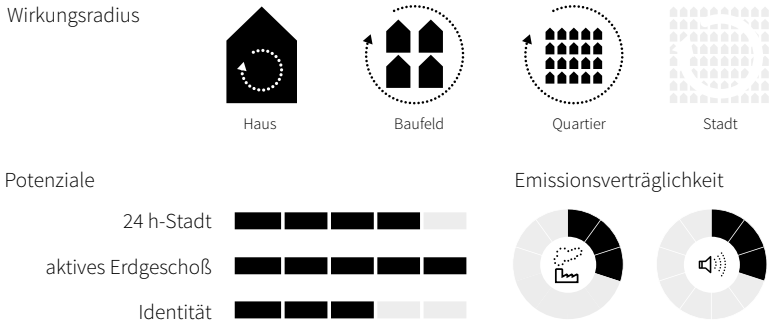 Wirkungsradius
Haus
Baufeld
Quartier
Stadt
Potenziale
Emissionsverträglichkeit
24 h-Stadt
aktives Erdgeschoß
Identität